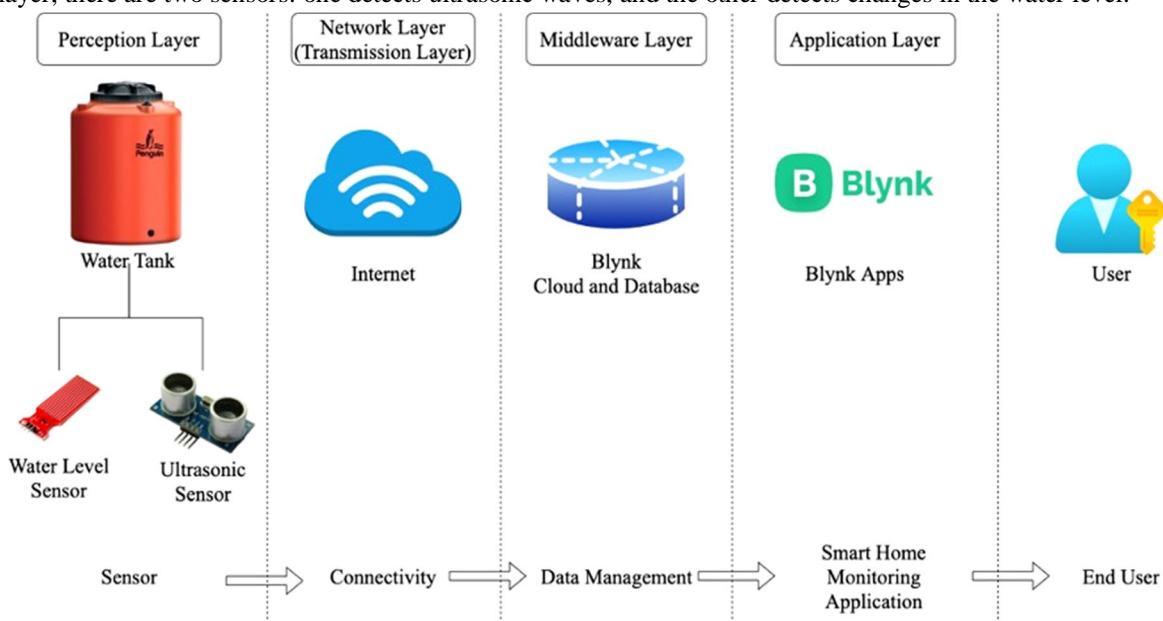 layer, there are two sensors: one detects ultrasonic waves, and the other detects changes in the water level.
Perception Layer
Network Layer
(Transmission Layer)
Middleware Layer
Application Layer
Penguin
B Blynk
Water Tank
Internet
Blynk
Cloud and Database
Blynk Apps
User
Water Level
Sensor
Ultrasonic
Sensor
Sensor
Connectivity
Data Management
Smart Home
Monitoring
Application
End User